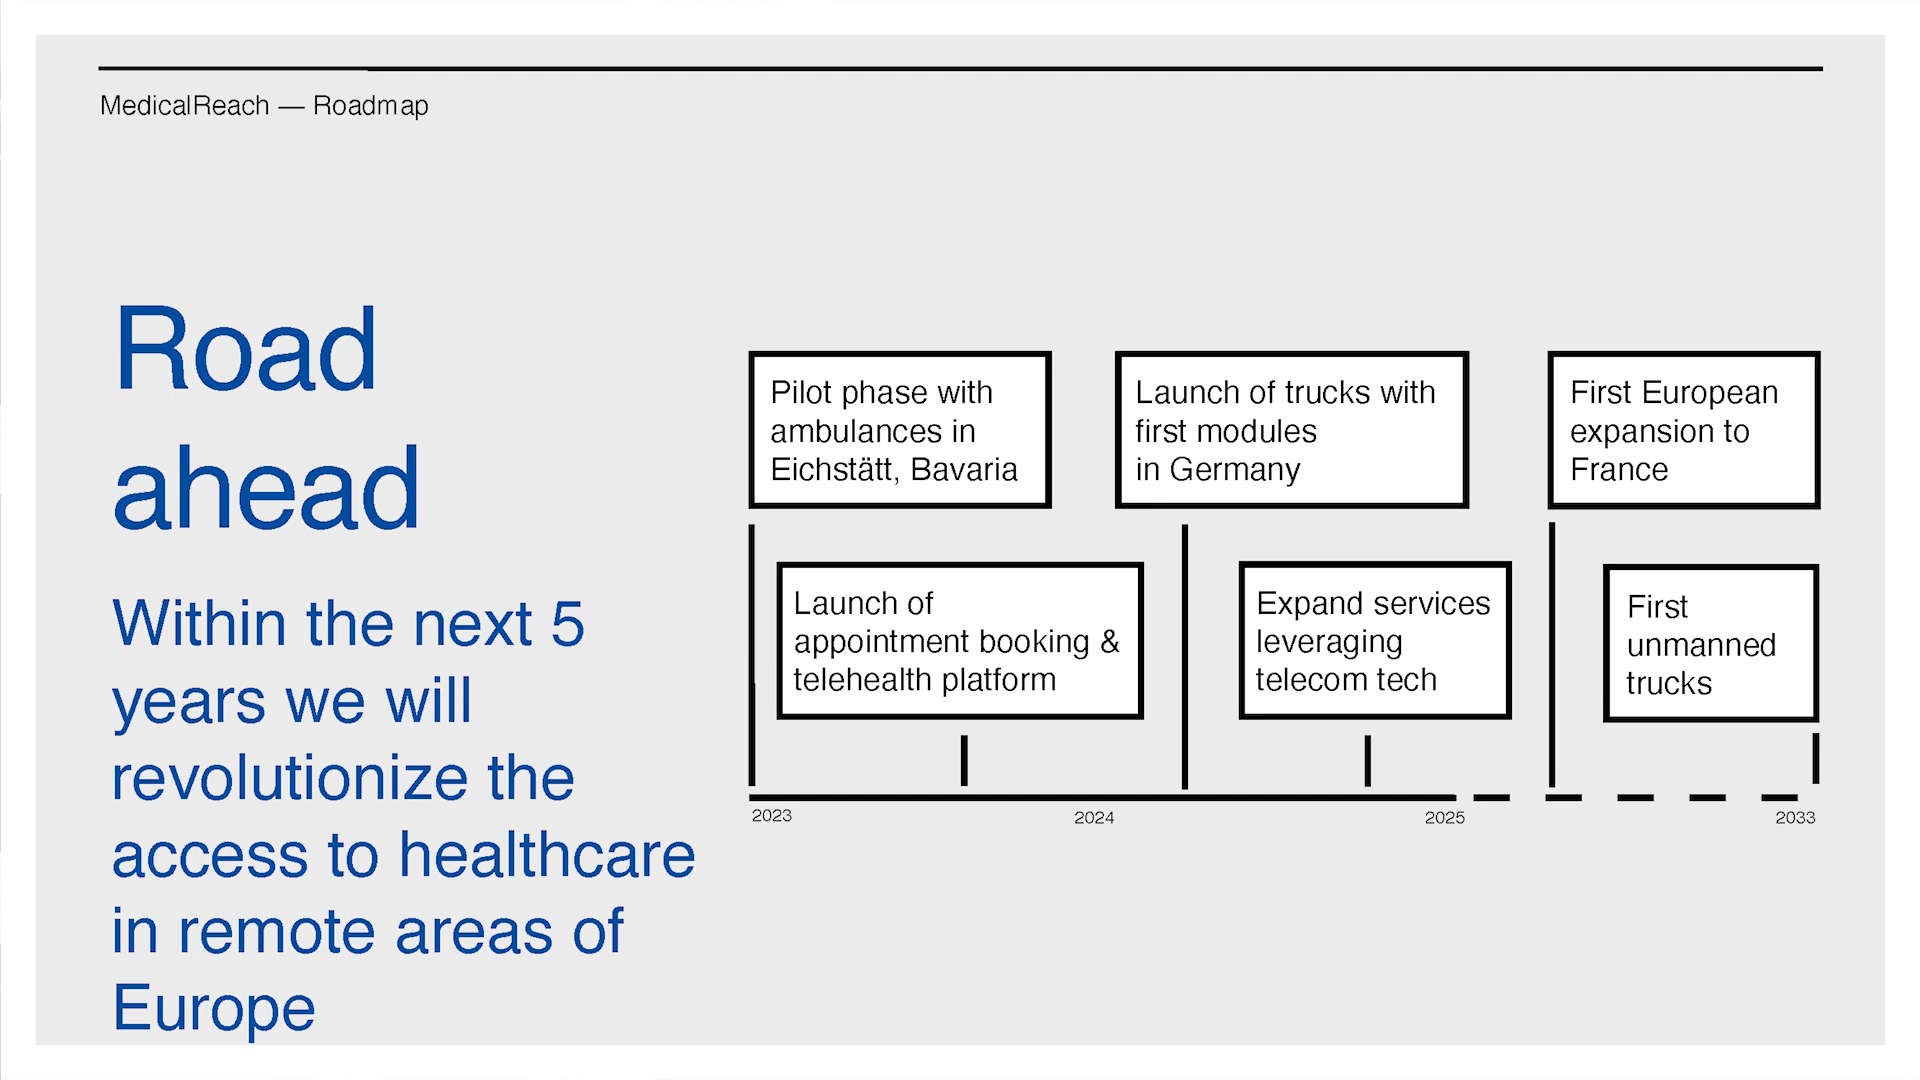 MedicalReach — Roadmap
Road
ahead
Within the next 5
years we will
revolutionize the
access to healthcare
in remote areas of
Europe
Pilot phase with
ambulances in
Eichstätt, Bavaria
Launch of trucks with
first modules
in Germany
First European
expansion to
France
Launch of
appointment booking &
telehealth platform
Expand services
leveraging
telecom tech
First
unmanned
trucks
2023
2024
2025
2033